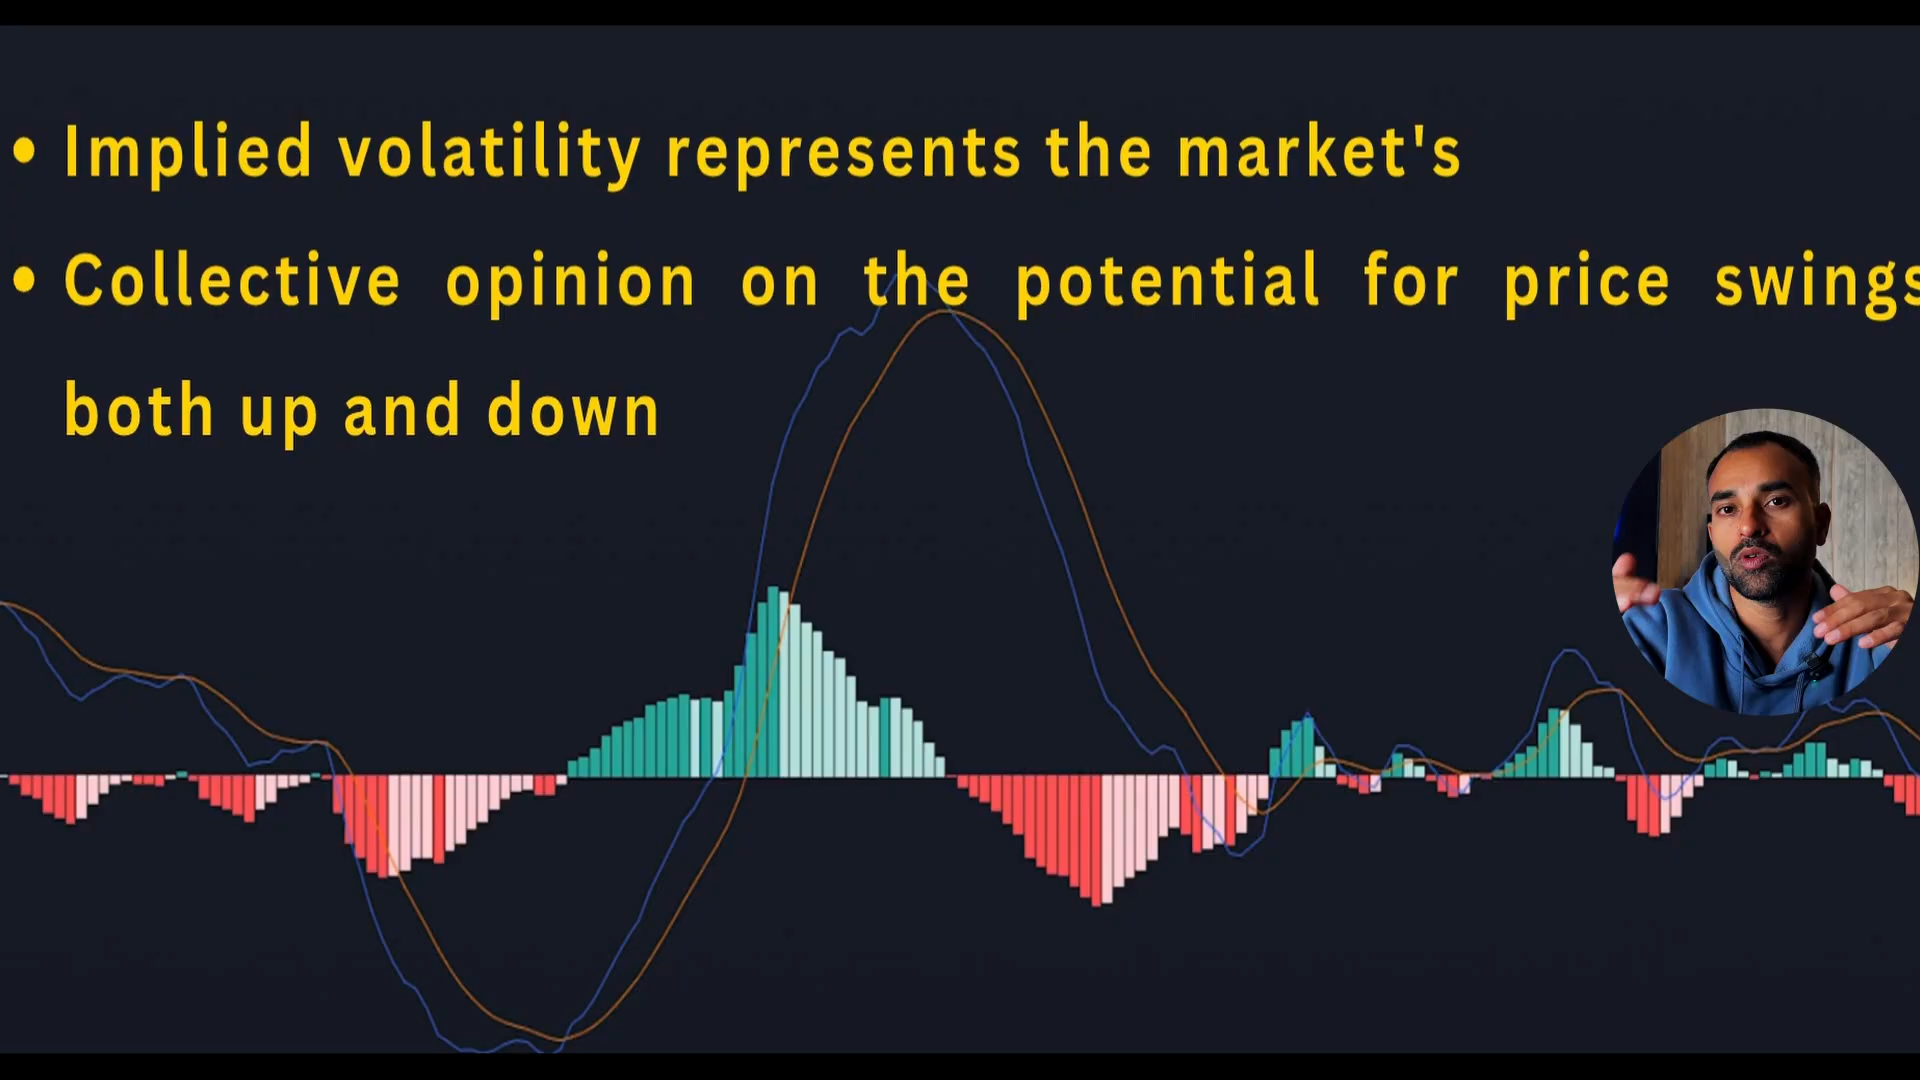 • Implied volatility represents the market's
• Collective opinion on the potential for price swings
both up and down